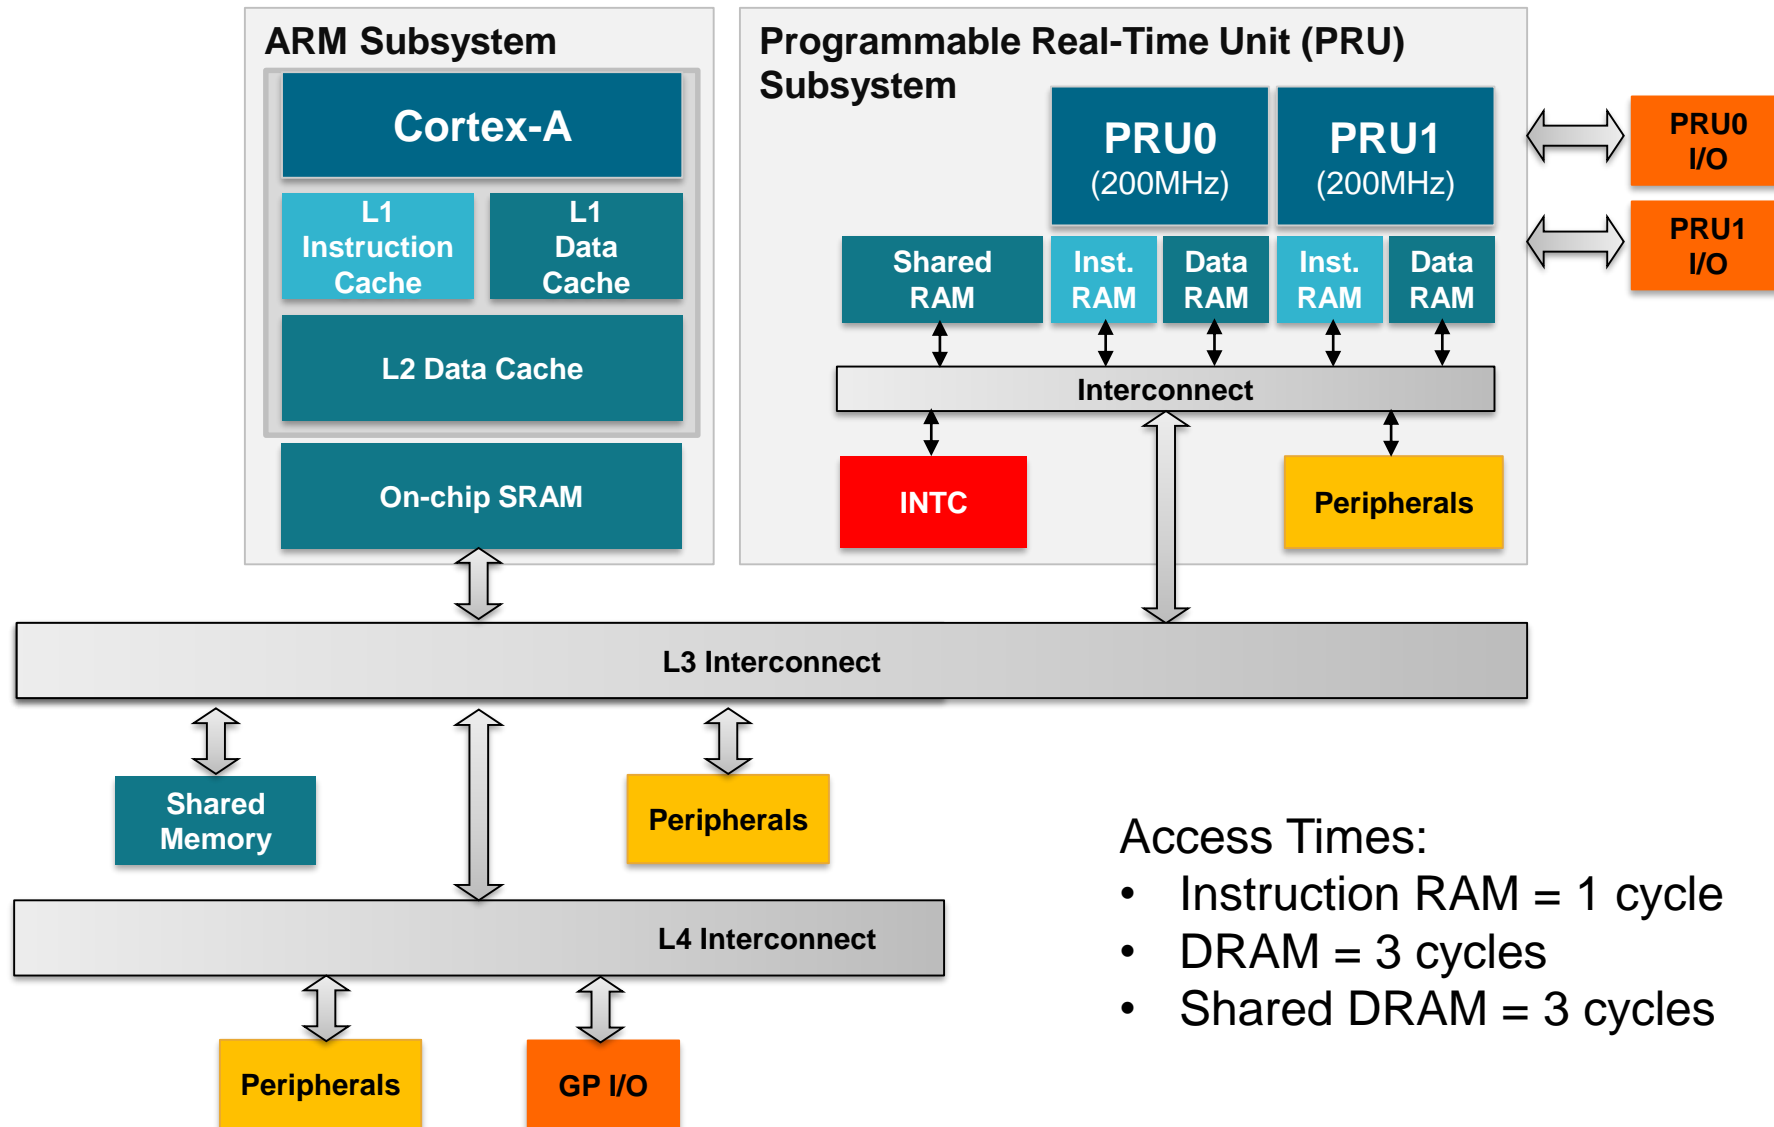 ARM Subsystem
Cortex-A
L1
Instruction
Cache
L1
Data
Cache
L2 Data Cache
On-chip SRAM
Programmable Real-Time Unit (PRU)
Subsystem
PRU0
(200MHz)
PRU1
(200MHz)
Shared
RAM
Inst.
RAM
Data
RAM
Inst.
RAM
Data
RAM
Interconnect
INTC
Peripherals
PRU0
I/O
PRU1
I/O
L3 Interconnect
Shared
Memory
Peripherals
L4 Interconnect
Peripherals
GP I/O
Access Times:
• Instruction RAM = 1 cycle
• DRAM = 3 cycles
• Shared DRAM = 3 cycles